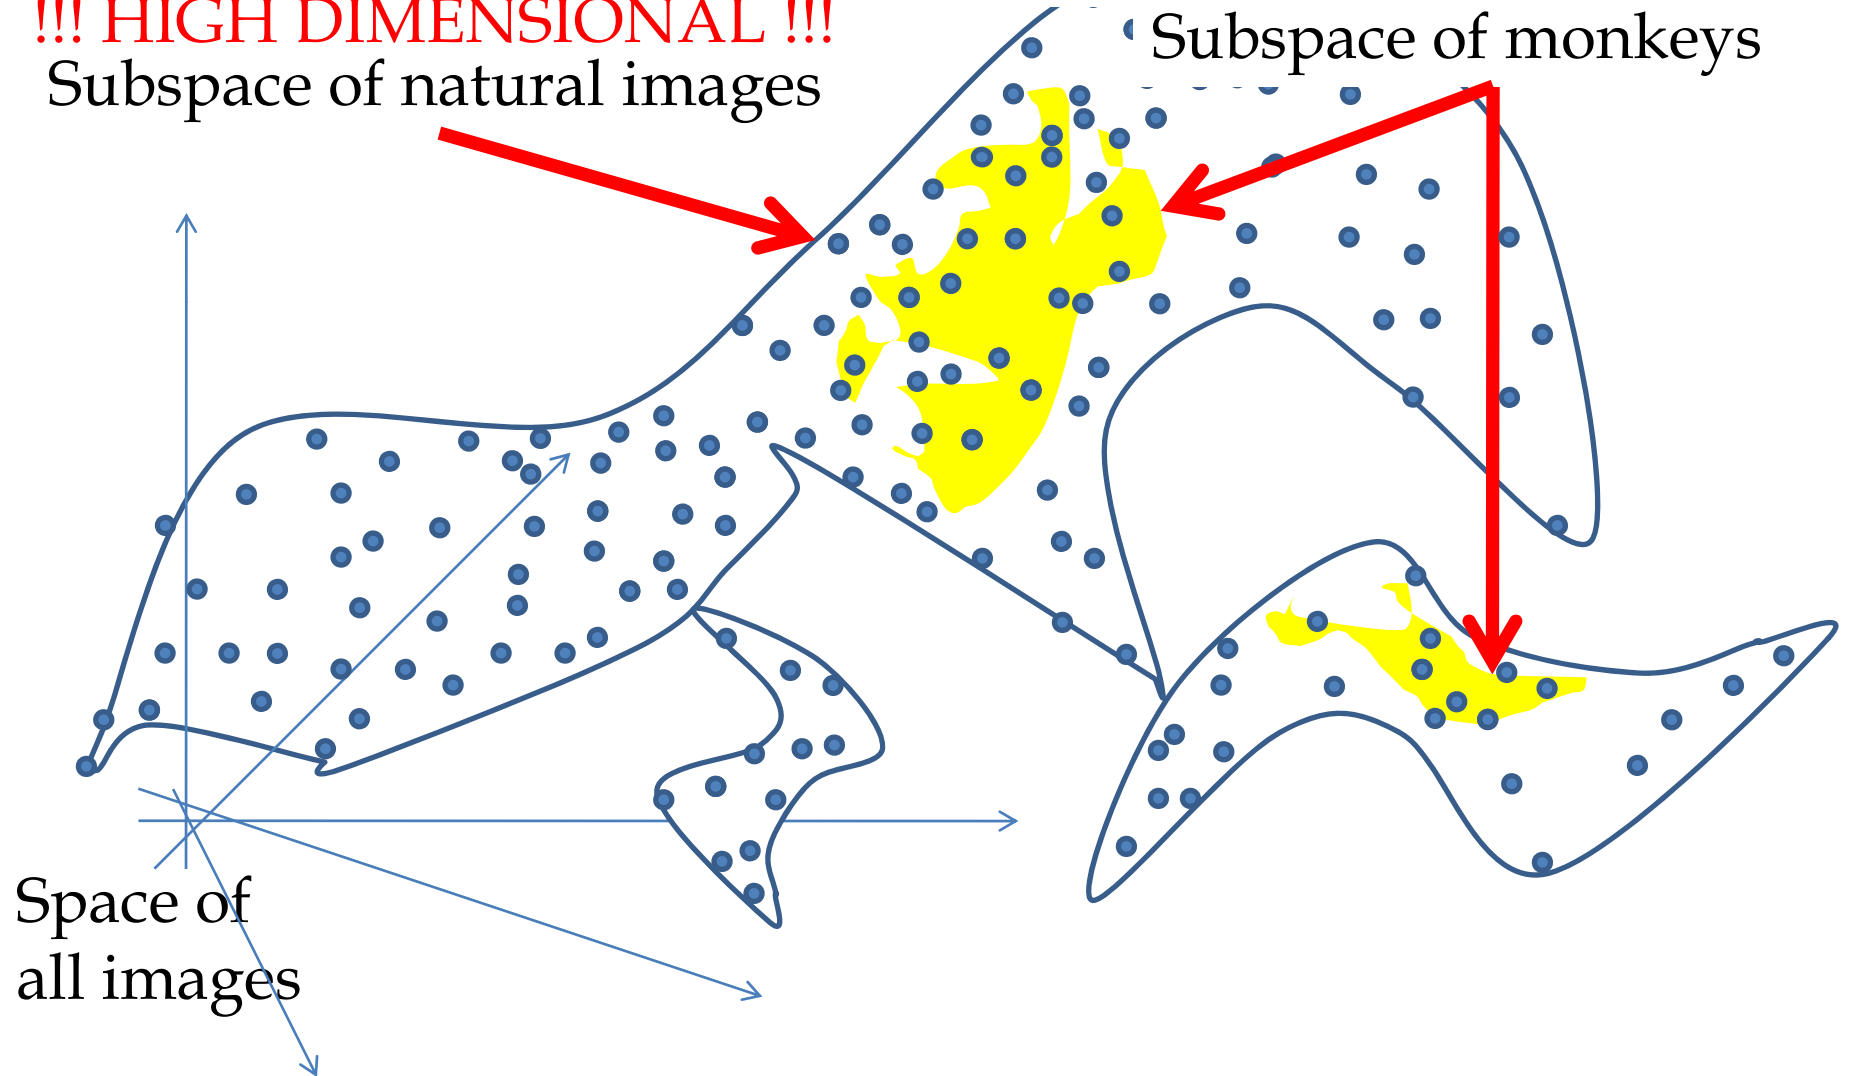 !!! HIGH DIMENSIONAL !!!
Subspace of natural images
Subspace of monkeys
Space of
all images